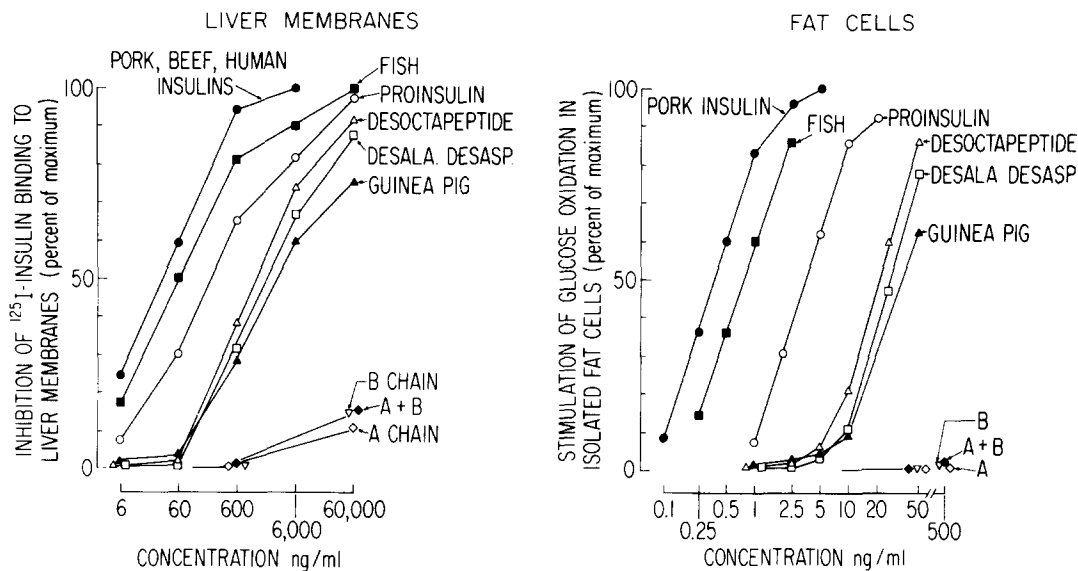 LIVER MEMBRANES
PORK, BEEF, HUMAN
INSULINS
FISH
PROINSULIN
DESOCTAPEPTIDE
DESALA. DESASP.
GUINEA PIG
B CHAIN
A + B
A CHAIN
100
50
0
INHIBITION OF 125I-INSULIN BINDING TO
LIVER MEMBRANES (percent of maximum)
6
60
600
6,000
60,000
CONCENTRATION ng/ml
FAT CELLS
PORK INSULIN
FISH
PROINSULIN
DESOCTAPEPTIDE
DESALA DESASP.
GUINEA PIG
B
A + B
A
100
50
0
STIMULATION OF GLUCOSE OXIDATION IN
ISOLATED FAT CELLS (percent of maximum)
0.1
0.25
0.5
1
2.5
5
10
20
50
500
CONCENTRATION ng/ml